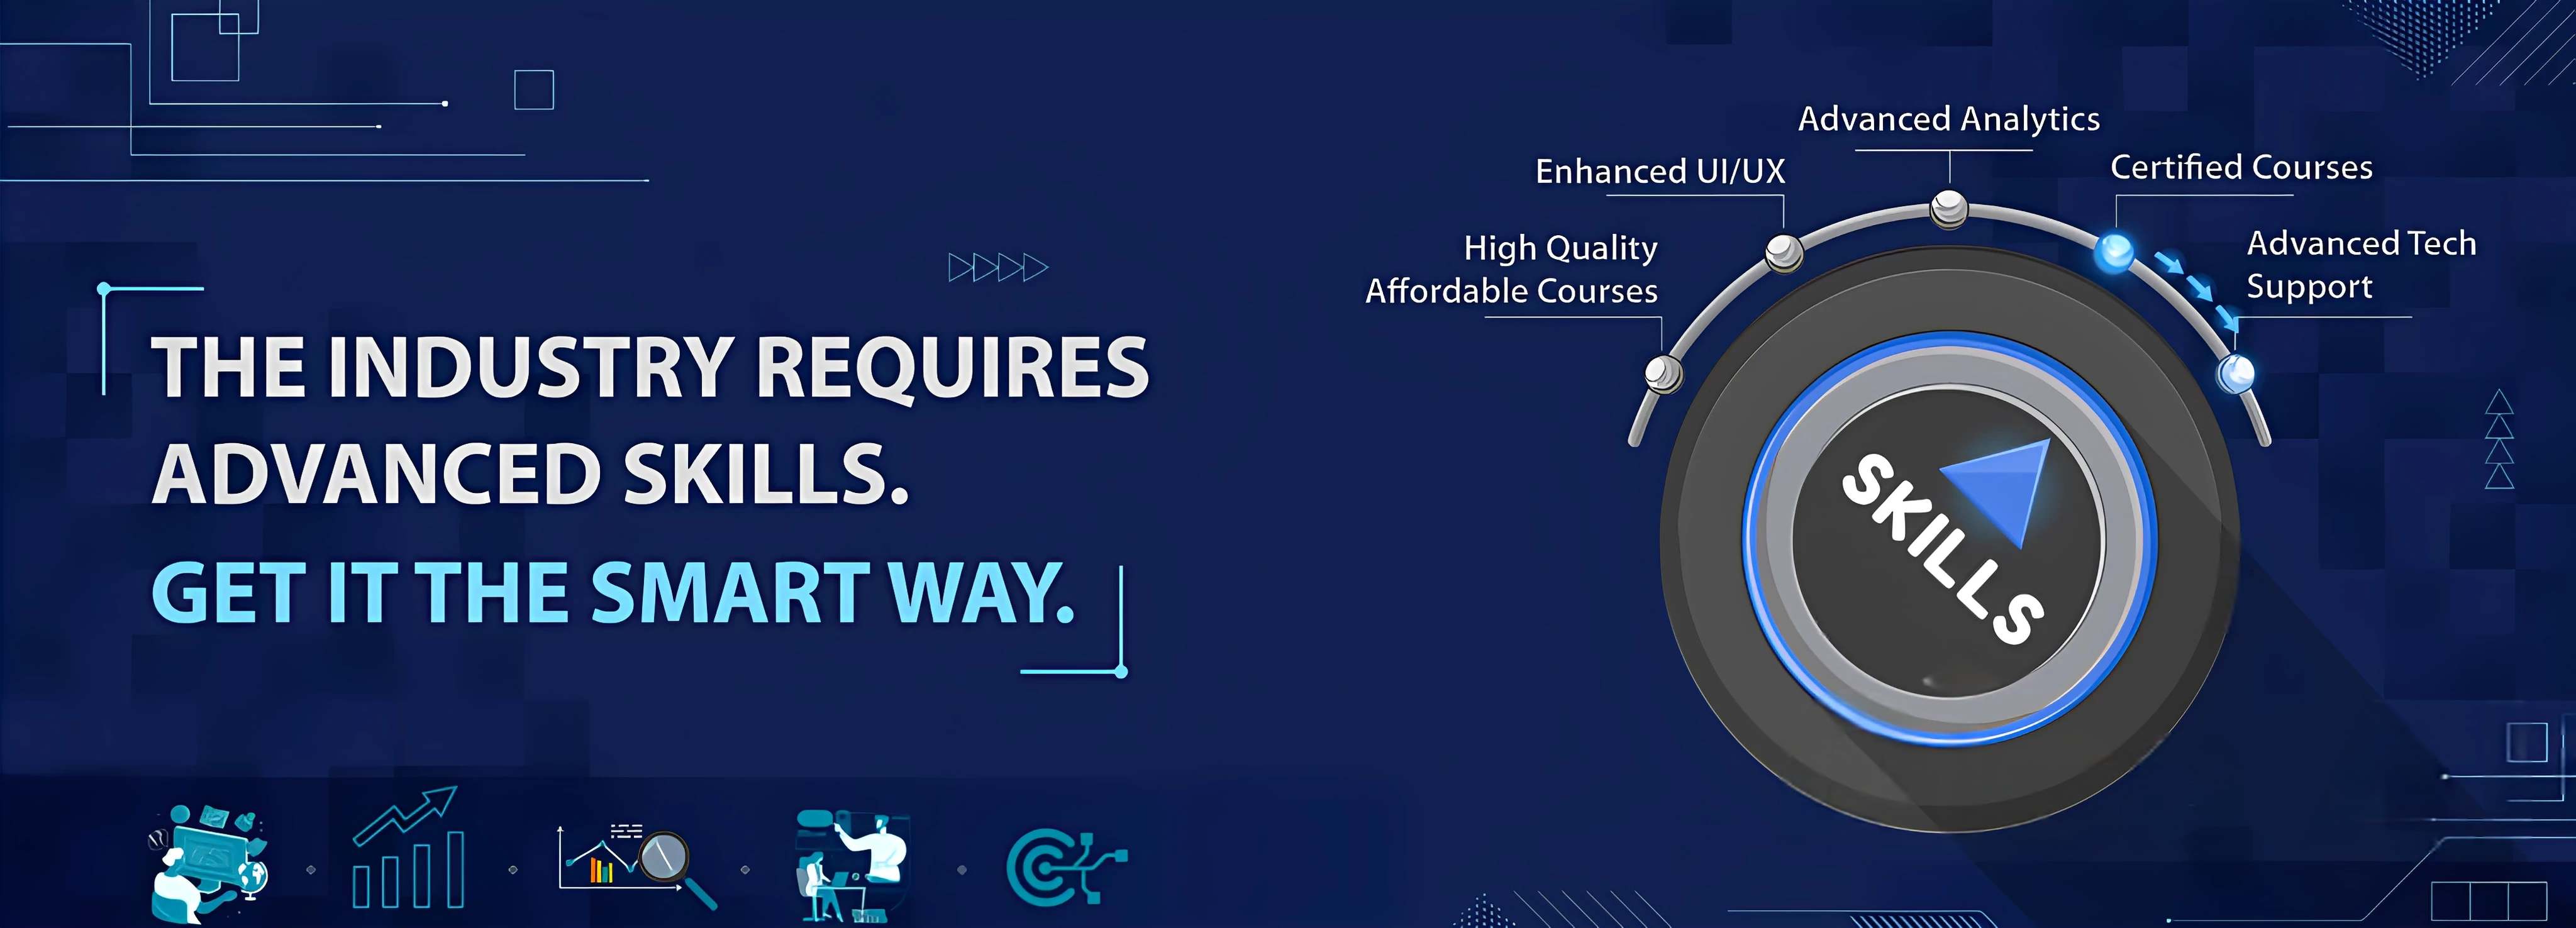 THE INDUSTRY REQUIRES
ADVANCED SKILLS.
GET IT THE SMART WAY.
High Quality
Affordable Courses
Enhanced UI/UX
Advanced Analytics
Certified Courses
Advanced Tech
Support
SKILLS